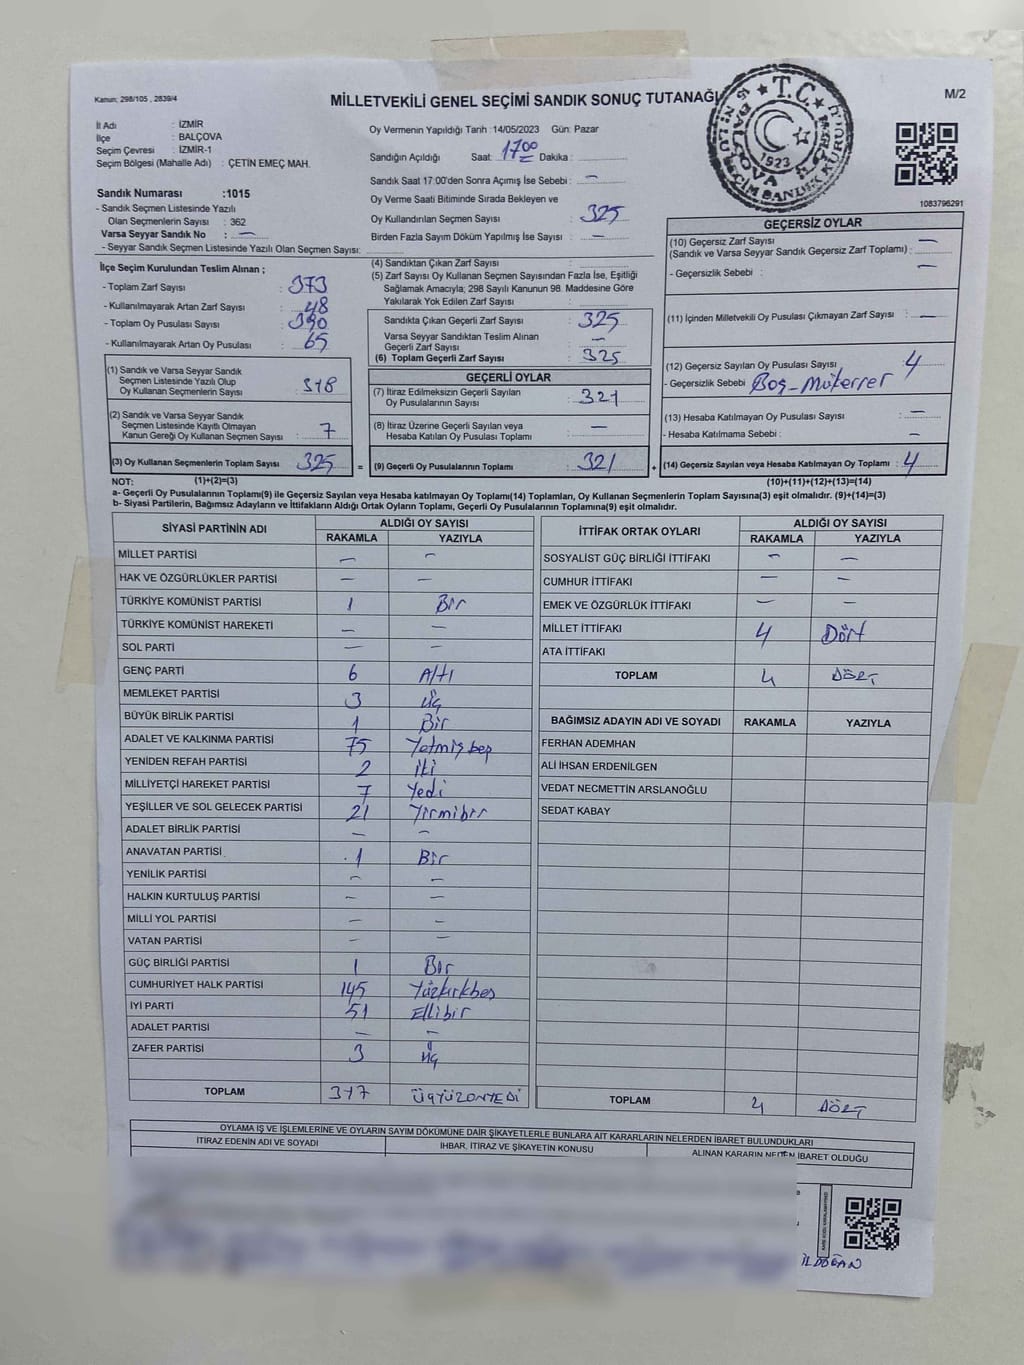 Kanun: 298/105 , 2839/4
MİLLETVEKİLİ GENEL SEÇİMİ SANDIK SONUÇ TUTANAĞI
M/2
İl Adı : İZMİR
İlçe : BALÇOVA
Seçim Çevresi : İZMİR-1
Seçim Bölgesi (Mahalle Adı) : ÇETİN EMEÇ MAH.
Oy Vermenin Yapıldığı Tarih : 14/05/2023 Gün: Pazar
Sandığın Açıldığı Saat: 17 00 Dakika :
Sandık Saat 17:00'den Sonra Açımış İse Sebebi : —
Oy Verme Saati Bitiminde Sırada Bekleyen ve
Oy Kullandırılan Seçmen Sayısı : 325
Birden Fazla Sayım Döküm Yapılmış İse Sayısı : —
T.C.
1923
BALÇOVA
1083796291
Sandık Numarası :1015
- Sandık Seçmen Listesinde Yazılı
Olan Seçmenlerin Sayısı : 362
Varsa Seyyar Sandık No : —
- Seyyar Sandık Seçmen Listesinde Yazılı Olan Seçmen Sayısı:
İlçe Seçim Kurulundan Teslim Alınan ;
- Toplam Zarf Sayısı : 373
- Kullanılmayarak Artan Zarf Sayısı : 48
- Toplam Oy Pusulası Sayısı : 390
- Kullanılmayarak Artan Oy Pusulası : 65
(1) Sandık ve Varsa Seyyar Sandık
Seçmen Listesinde Yazılı Olup
Oy Kullanan Seçmenlerin Sayısı : 318
(2) Sandık ve Varsa Seyyar Sandık
Seçmen Listesinde Kayıtlı Olmayan
Kanun Gereği Oy Kullanan Seçmen Sayısı : 7
(3) Oy Kullanan Seçmenlerin Toplam Sayısı : 325
(1)+(2)=(3)
(4) Sandıktan Çıkan Zarf Sayısı :
(5) Zarf Sayısı Oy Kullanan Seçmen Sayısından Fazla İse, Eşitliği
Sağlamak Amacıyla; 298 Sayılı Kanunun 98. Maddesine Göre
Yakılarak Yok Edilen Zarf Sayısı :
Sandıkta Çıkan Geçerli Zarf Sayısı : 325
Varsa Seyyar Sandıktan Teslim Alınan
Geçerli Zarf Sayısı : —
(6) Toplam Geçerli Zarf Sayısı : 325
GEÇERLİ OYLAR
(7) İtiraz Edilmeksizin Geçerli Sayılan
Oy Pusulalarının Sayısı : 321
(8) İtiraz Üzerine Geçerli Sayılan veya
Hesaba Katılan Oy Pusulası Toplamı : —
= (9) Geçerli Oy Pusulalarının Toplamı : 321 +
GEÇERSİZ OYLAR
(10) Geçersiz Zarf Sayısı
(Sandık ve Varsa Seyyar Sandık Geçersiz Zarf Toplamı) : —
- Geçersizlik Sebebi : —
(11) İçinden Milletvekili Oy Pusulası Çıkmayan Zarf Sayısı : —
(12) Geçersiz Sayılan Oy Pusulası Sayısı : 4
- Geçersizlik Sebebi : Boş-Mükerrer
(13) Hesaba Katılmayan Oy Pusulası Sayısı : —
- Hesaba Katılmama Sebebi : —
(14) Geçersiz Sayılan veya Hesaba Katılmayan Oy Toplamı : 4
(10)+(11)+(12)+(13)=(14)
NOT:
a- Geçerli Oy Pusulalarının Toplamı(9) ile Geçersiz Sayılan veya Hesaba katılmayan Oy Toplamı(14) Toplamları, Oy Kullanan Seçmenlerin Toplam Sayısına(3) eşit olmalıdır. (9)+(14)=(3)
b- Siyasi Partilerin, Bağımsız Adayların ve İttifakların Aldığı Ortak Oyların Toplamı, Geçerli Oy Pusulalarının Toplamına(9) eşit olmalıdır.
SİYASİ PARTİNİN ADI ALDIĞI OY SAYISI
RAKAMLA YAZIYLA
MİLLET PARTİSİ — —
HAK VE ÖZGÜRLÜKLER PARTİSİ — —
TÜRKİYE KOMÜNİST PARTİSİ 1 Bir
TÜRKİYE KOMÜNİST HAREKETİ — —
SOL PARTİ — —
GENÇ PARTİ 6 Altı
MEMLEKET PARTİSİ 3 üç
BÜYÜK BİRLİK PARTİSİ 1 Bir
ADALET VE KALKINMA PARTİSİ 75 Yetmişbeş
YENİDEN REFAH PARTİSİ 2 iki
MİLLİYETÇİ HAREKET PARTİSİ 7 Yedi
YEŞİLLER VE SOL GELECEK PARTİSİ 21 Yirmibir
ADALET BİRLİK PARTİSİ — —
ANAVATAN PARTİSİ 1 Bir
YENİLİK PARTİSİ — —
HALKIN KURTULUŞ PARTİSİ — —
MİLLİ YOL PARTİSİ — —
VATAN PARTİSİ — —
GÜÇ BİRLİĞİ PARTİSİ 1 Bir
CUMHURİYET HALK PARTİSİ 145 Yüzkırkbeş
İYİ PARTİ 51 Ellibir
ADALET PARTİSİ — —
ZAFER PARTİSİ 3 üç
TOPLAM 317 ÜÇYÜZONYEDİ
İTTİFAK ORTAK OYLARI ALDIĞI OY SAYISI
RAKAMLA YAZIYLA
SOSYALİST GÜÇ BİRLİĞİ İTTİFAKI — —
CUMHUR İTTİFAKI — —
EMEK VE ÖZGÜRLÜK İTTİFAKI — —
MİLLET İTTİFAKI 4 Dört
ATA İTTİFAKI
TOPLAM 4 DÖRT
BAĞIMSIZ ADAYIN ADI VE SOYADI RAKAMLA YAZIYLA
FERHAN ADEMHAN
ALİ İHSAN ERDENİLGEN
VEDAT NECMETTİN ARSLANOĞLU
SEDAT KABAY
TOPLAM 4 DÖRT
OYLAMA İŞ VE İŞLEMLERİNE VE OYLARIN SAYIM DÖKÜMÜNE DAİR ŞİKAYETLERLE BUNLARA AİT KARARLARIN NELERDEN İBARET BULUNDUKLARI
İTİRAZ EDENİN ADI VE SOYADI İHBAR, İTİRAZ VE ŞİKAYETİN KONUSU ALINAN KARARIN NEDEN İBARET OLDUĞU
İLDOĞAN